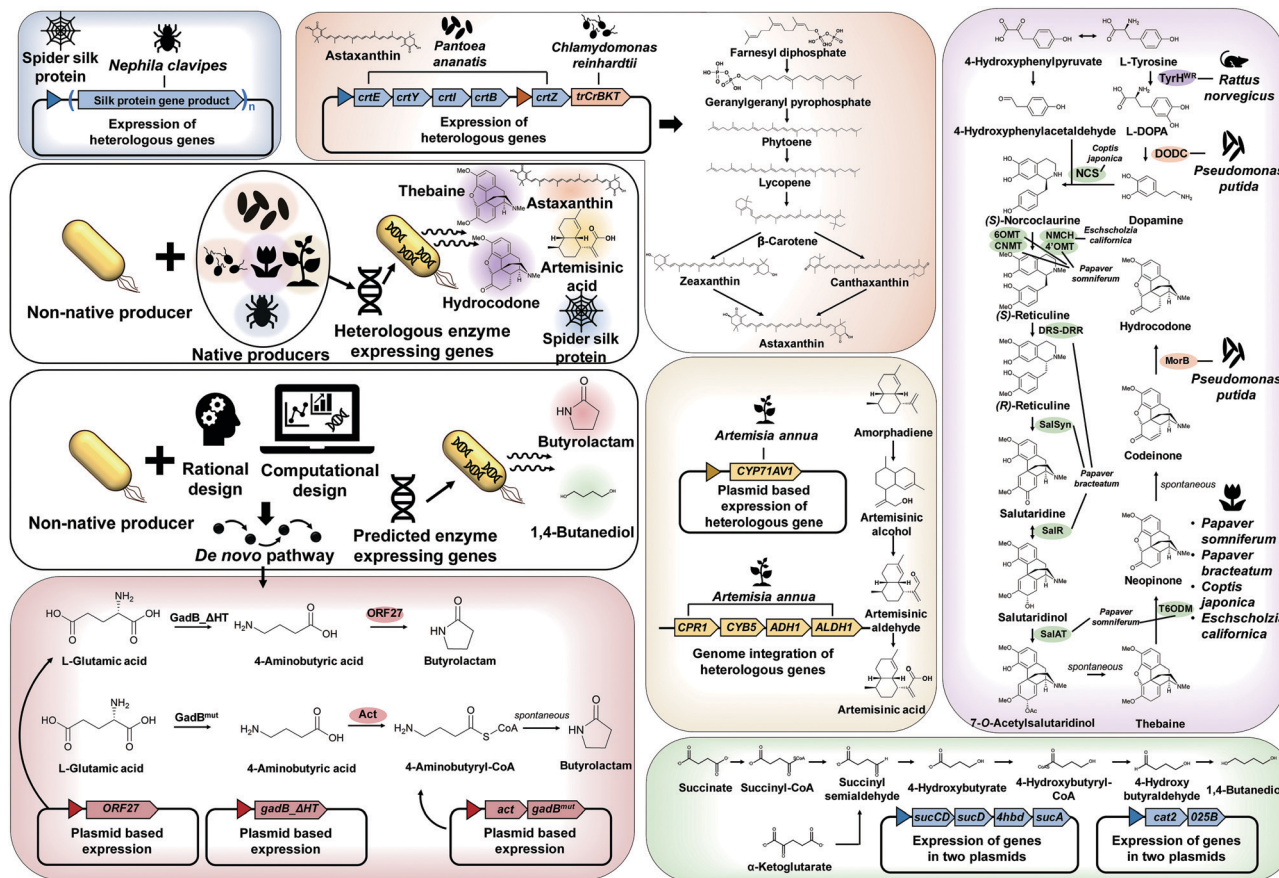 Spider silk
protein
Nephila clavipes
( Silk protein gene product )n
Expression of
heterologous genes
Astaxanthin
Pantoea
ananatis
Chlamydomonas
reinhardtii
crtE crtY crtI crtB crtZ trCrBKT
Expression of
heterologous genes
Farnesyl diphosphate
Geranylgeranyl pyrophosphate
Phytoene
Lycopene
β-Carotene
Zeaxanthin
Canthaxanthin
Astaxanthin
Non-native producer
+
Native producers
Heterologous enzyme
expressing genes
Thebaine
Astaxanthin
Hydrocodone
Artemisinic
acid
Spider silk
protein
Non-native producer
+
Rational
design
Computational
design
De novo pathway
Predicted enzyme
expressing genes
Butyrolactam
1,4-Butanediol
L-Glutamic acid
GadB_ΔHT
4-Aminobutyric acid
ORF27
Butyrolactam
L-Glutamic acid
GadBmut
4-Aminobutyric acid
Act
4-Aminobutyryl-CoA
spontaneous
Butyrolactam
ORF27
Plasmid based
expression
gadB_ΔHT
Plasmid based
expression
act gadBmut
Plasmid based
expression
Artemisia annua
CYP71AV1
Plasmid based
expression of
heterologous gene
Artemisia annua
CPR1 CYB5 ADH1 ALDH1
Genome integration of
heterologous genes
Amorphadiene
Artemisinic
alcohol
Artemisinic
aldehyde
Artemisinic acid
4-Hydroxyphenylpyruvate
L-Tyrosine
TyrHWR
Rattus
norvegicus
4-Hydroxyphenylacetaldehyde
L-DOPA
DODC
Pseudomonas
putida
Coptis
japonica
NCS
(S)-Norcoclaurine
Dopamine
6OMT
CNMT
NMCH
4'OMT
Eschscholzia
californica
Papaver
somniferum
(S)-Reticuline
DRS-DRR
(R)-Reticuline
SalSyn
Papaver
bracteatum
Salutaridine
SalR
Salutaridinol
SalAT
Papaver
somniferum
T6ODM
7-O-Acetylsalutaridinol
spontaneous
Thebaine
Neopinone
spontaneous
Codeinone
MorB
Pseudomonas
putida
Hydrocodone
• Papaver
somniferum
• Papaver
bracteatum
• Coptis
japonica
• Eschscholzia
californica
Succinate
Succinyl-CoA
Succinyl
semialdehyde
4-Hydroxybutyrate
4-Hydroxybutyryl-
CoA
4-Hydroxy
butyraldehyde
1,4-Butanediol
α-Ketoglutarate
sucCD sucD 4hbd sucA
Expression of genes
in two plasmids
cat2 025B
Expression of genes
in two plasmids